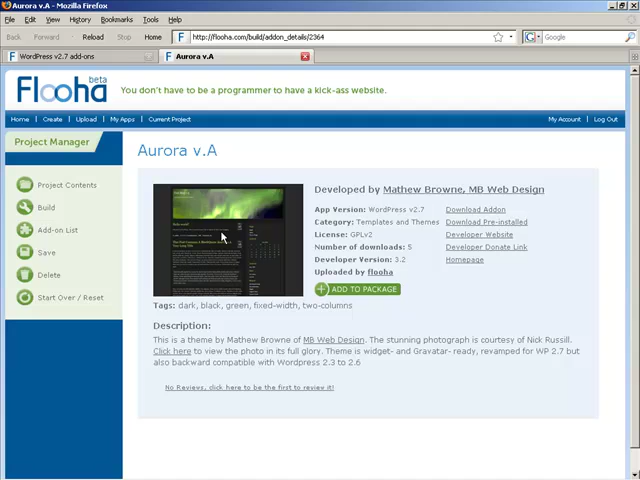 Aurora v.A - Mozilla Firefox
File Edit View History Bookmarks Tools Help
Back Forward Reload Stop Home http://flooha.com/build/addon_details/2364 Google
WordPress v2.7 add-ons Aurora v.A
Flooha beta
You don't have to be a programmer to have a kick-ass website.
Home Create Upload My Apps Current Project My Account Log Out
Project Manager
Project Contents
Build
Add-on List
Save
Delete
Start Over / Reset
Aurora v.A
Developed by Mathew Browne, MB Web Design
App Version: WordPress v2.7 Download Addon
Category: Templates and Themes Download Pre-installed
License: GPLv2 Developer Website
Number of downloads: 5 Developer Donate Link
Developer Version: 3.2 Homepage
Uploaded by flooha
ADD TO PACKAGE
Tags: dark, black, green, fixed-width, two-columns
Description:
This is a theme by Mathew Browne of MB Web Design. The stunning photograph is courtesy of Nick Russill.
Click here to view the photo in its full glory. Theme is widget- and Gravatar- ready, revamped for WP 2.7 but
also backward compatible with Wordpress 2.3 to 2.6
No Reviews, click here to be the first to review it!